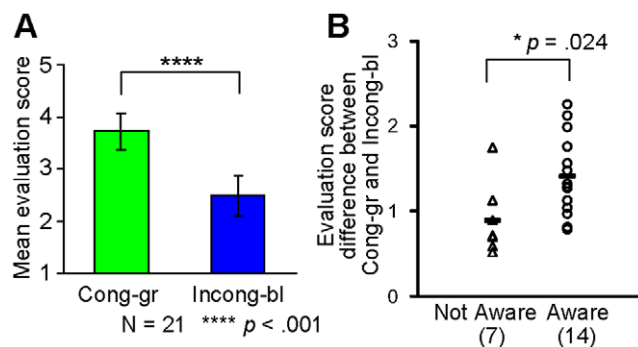 A
****
Mean evaluation score
5
4
3
2
1
Cong-gr
Incong-bl
N = 21 **** p < .001
B
* p = .024
Evaluation score
difference between
Cong-gr and Incong-bl
3
2
1
0
Not Aware
(7)
Aware
(14)